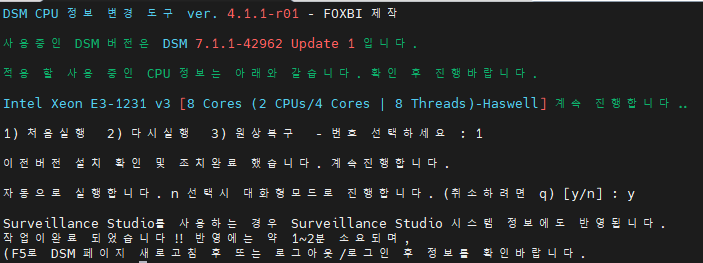 DSM CPU 정보 변경 도구 ver. 4.1.1-r01 - FOXBI 제작
사용중인 DSM 버전은 DSM 7.1.1-42962 Update 1 입니다.
적용 할 사용 중인 CPU 정보는 아래와 같습니다. 확인 후 진행바랍니다.
Intel Xeon E3-1231 v3 [8 Cores (2 CPUs/4 Cores | 8 Threads)-Haswell] 계속 진행합니다..
1) 처음실행 2) 다시실행 3) 원상복구 - 번호 선택하세요 : 1
이전버전 설치 확인 및 조치완료 했습니다. 계속진행합니다.
자동으로 실행합니다. n 선택시 대화형모드로 진행합니다. (취소하려면 q) [y/n] : y
Surveillance Studio를 사용하는 경우 Surveillance Studio 시스템 정보에도 반영됩니다.
작업이완료 되었습니다!! 반영에는 약 1~2분 소요되며,
(F5로 DSM 페이지 새로고침 후 또는 로그아웃/로그인 후 정보를 확인바랍니다.